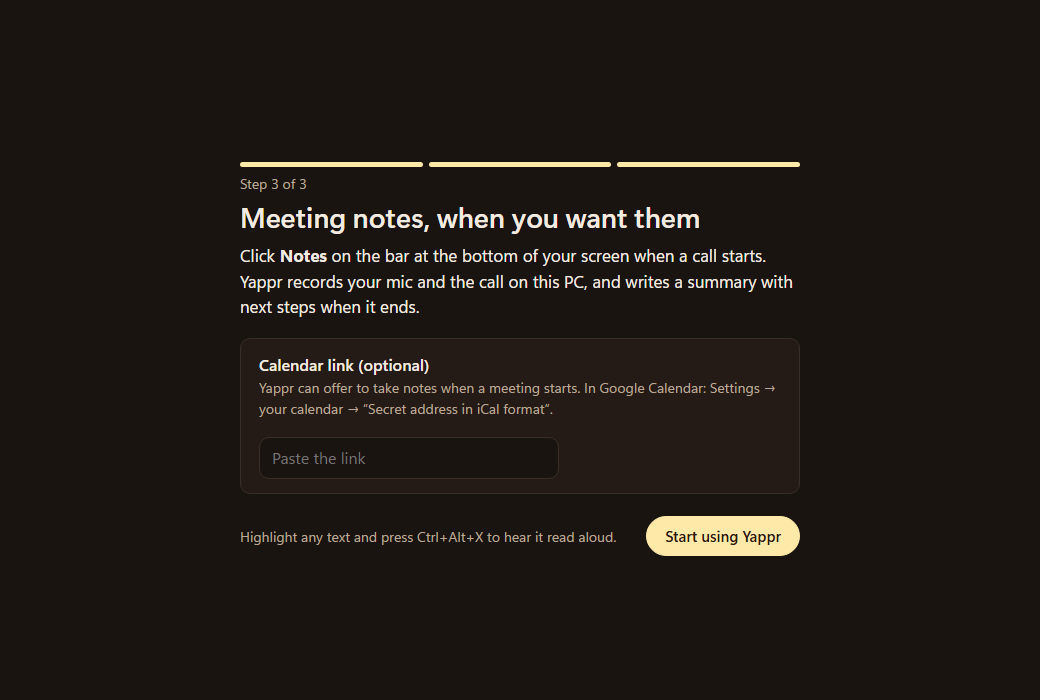 Step 3 of 3
Meeting notes, when you want them
Click Notes on the bar at the bottom of your screen when a call starts.
Yappr records your mic and the call on this PC, and writes a summary with
next steps when it ends.
Calendar link (optional)
Yappr can offer to take notes when a meeting starts. In Google Calendar: Settings →
your calendar → “Secret address in iCal format”.
Paste the link
Highlight any text and press Ctrl+Alt+X to hear it read aloud.
Start using Yappr